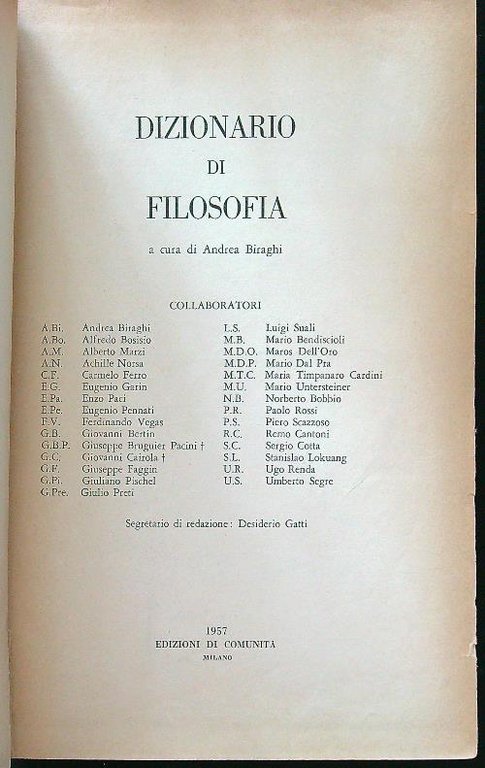 DIZIONARIO
DI
FILOSOFIA
a cura di Andrea Biraghi
COLLABORATORI
A.Bi. Andrea Biraghi
A.Bo. Alfredo Bosisio
A.M. Alberto Marzi
A.N. Achille Norsa
C.F. Carmelo Ferro
E.G. Eugenio Garin
E.Pa. Enzo Paci
E.Pe. Eugenio Pennati
F.V. Ferdinando Vegas
G.B. Giovanni Bertin
G.B.P. Giuseppe Bruguier Pacini †
G.C. Giovanni Cairola †
G.F. Giuseppe Faggin
G.Pi. Giuliano Pischel
G.Pre. Giulio Preti
L.S. Luigi Suali
M.B. Mario Bendiscioli
M.D.O. Maros Dell'Oro
M.D.P. Mario Dal Pra
M.T.C. Maria Timpanaro Cardini
M.U. Mario Untersteiner
N.B. Norberto Bobbio
P.R. Paolo Rossi
P.S. Piero Scazzoso
R.C. Remo Cantoni
S.C. Sergio Cotta
S.L. Stanislao Lokuang
U.R. Ugo Renda
U.S. Umberto Segre
Segretario di redazione: Desiderio Gatti
1957
EDIZIONI DI COMUNITÀ
MILANO